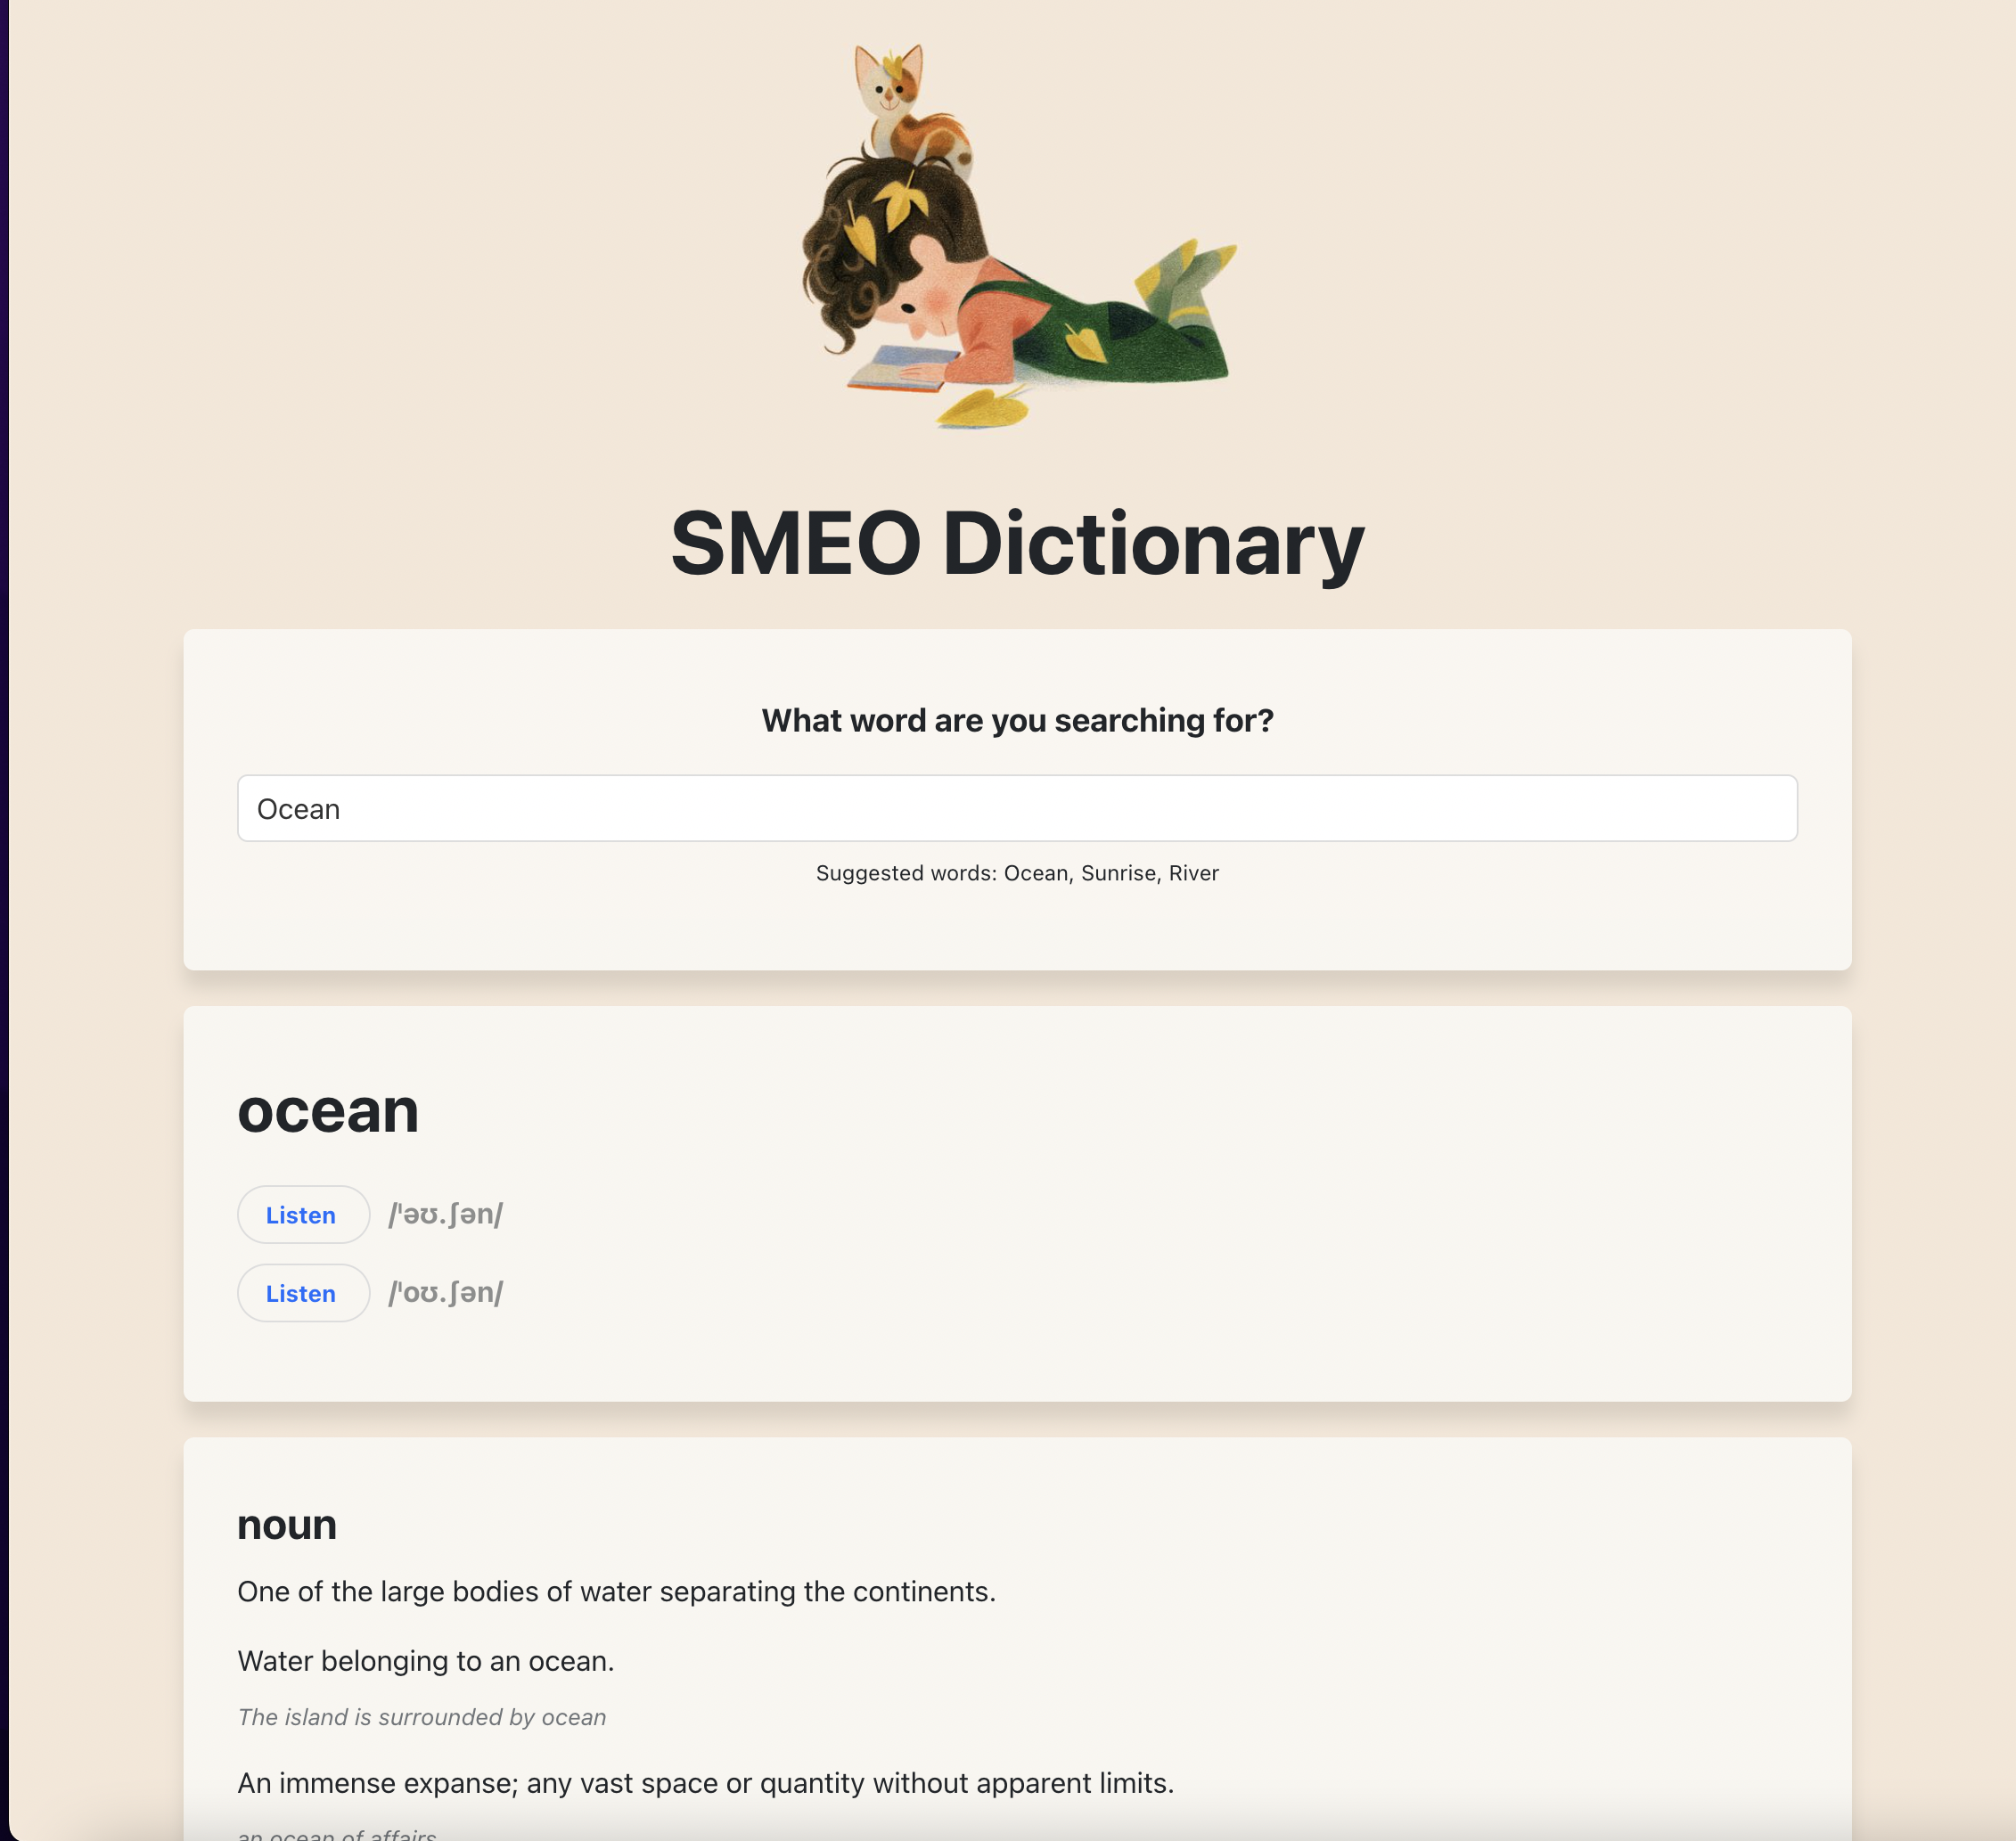 SMEO Dictionary
What word are you searching for?
Ocean
Suggested words: Ocean, Sunrise, River
ocean
Listen /ˈəʊ.ʃən/
Listen /ˈoʊ.ʃən/
noun
One of the large bodies of water separating the continents.
Water belonging to an ocean.
The island is surrounded by ocean
An immense expanse; any vast space or quantity without apparent limits.
an ocean of affairs